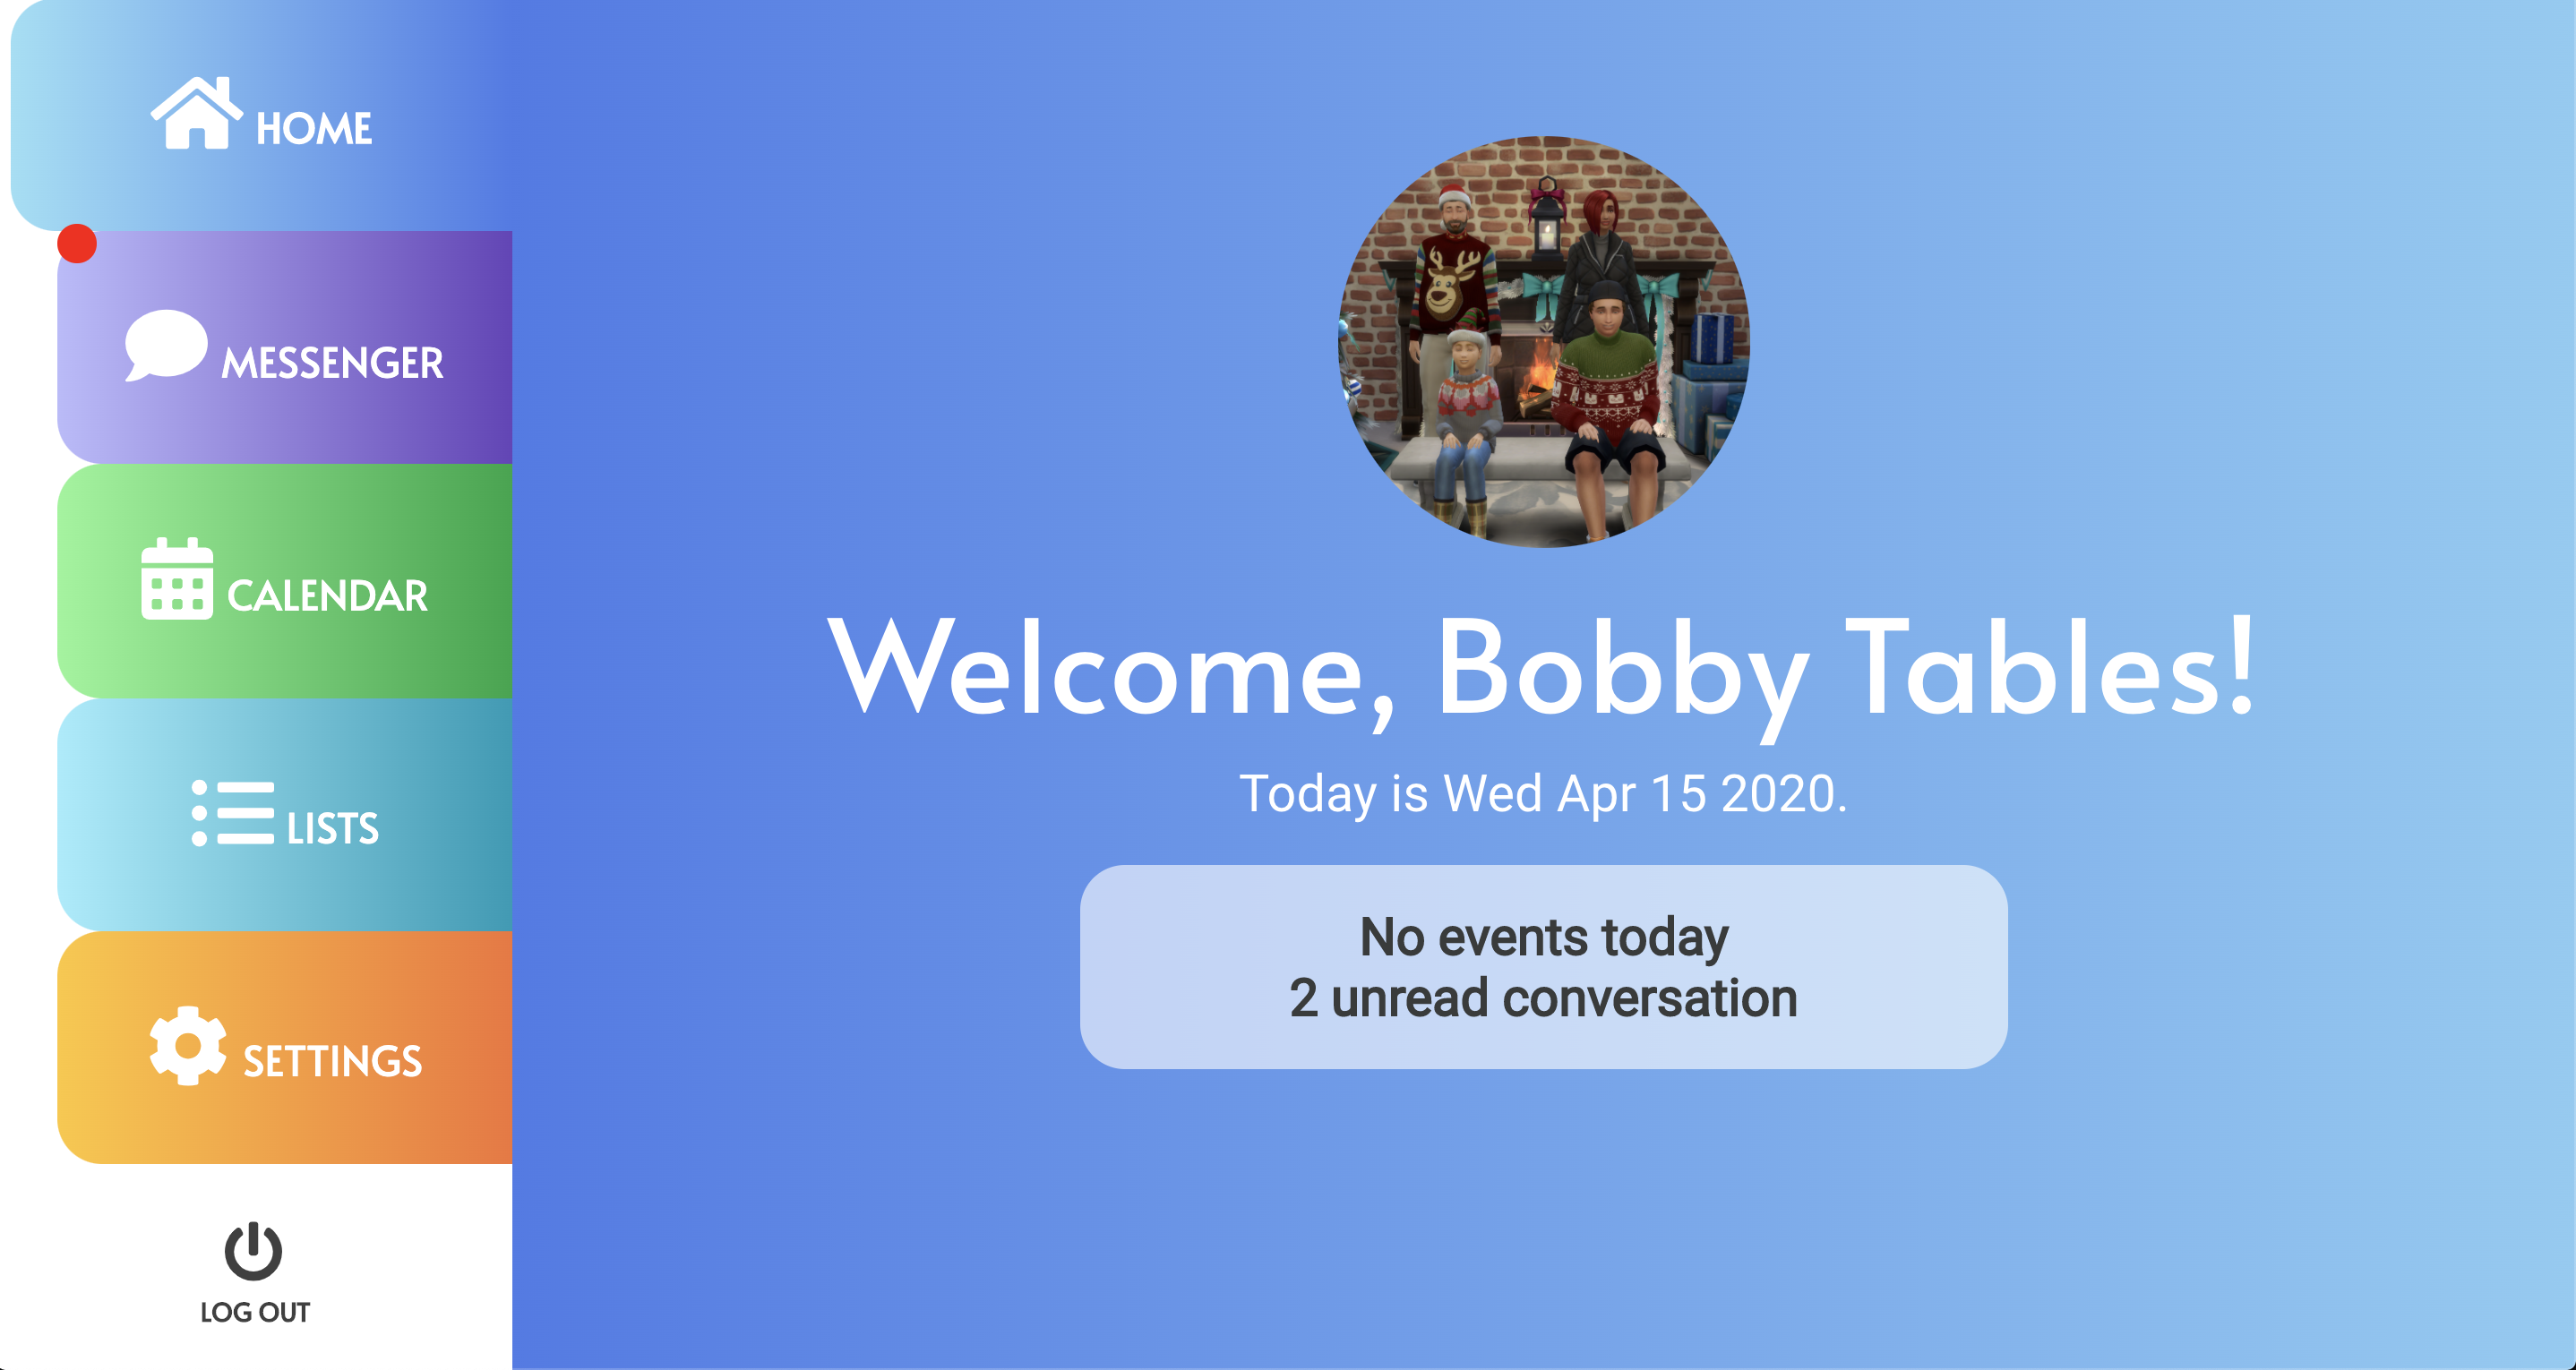 HOME
MESSENGER
CALENDAR
LISTS
SETTINGS
LOG OUT
Welcome, Bobby Tables!
Today is Wed Apr 15 2020.
No events today
2 unread conversation